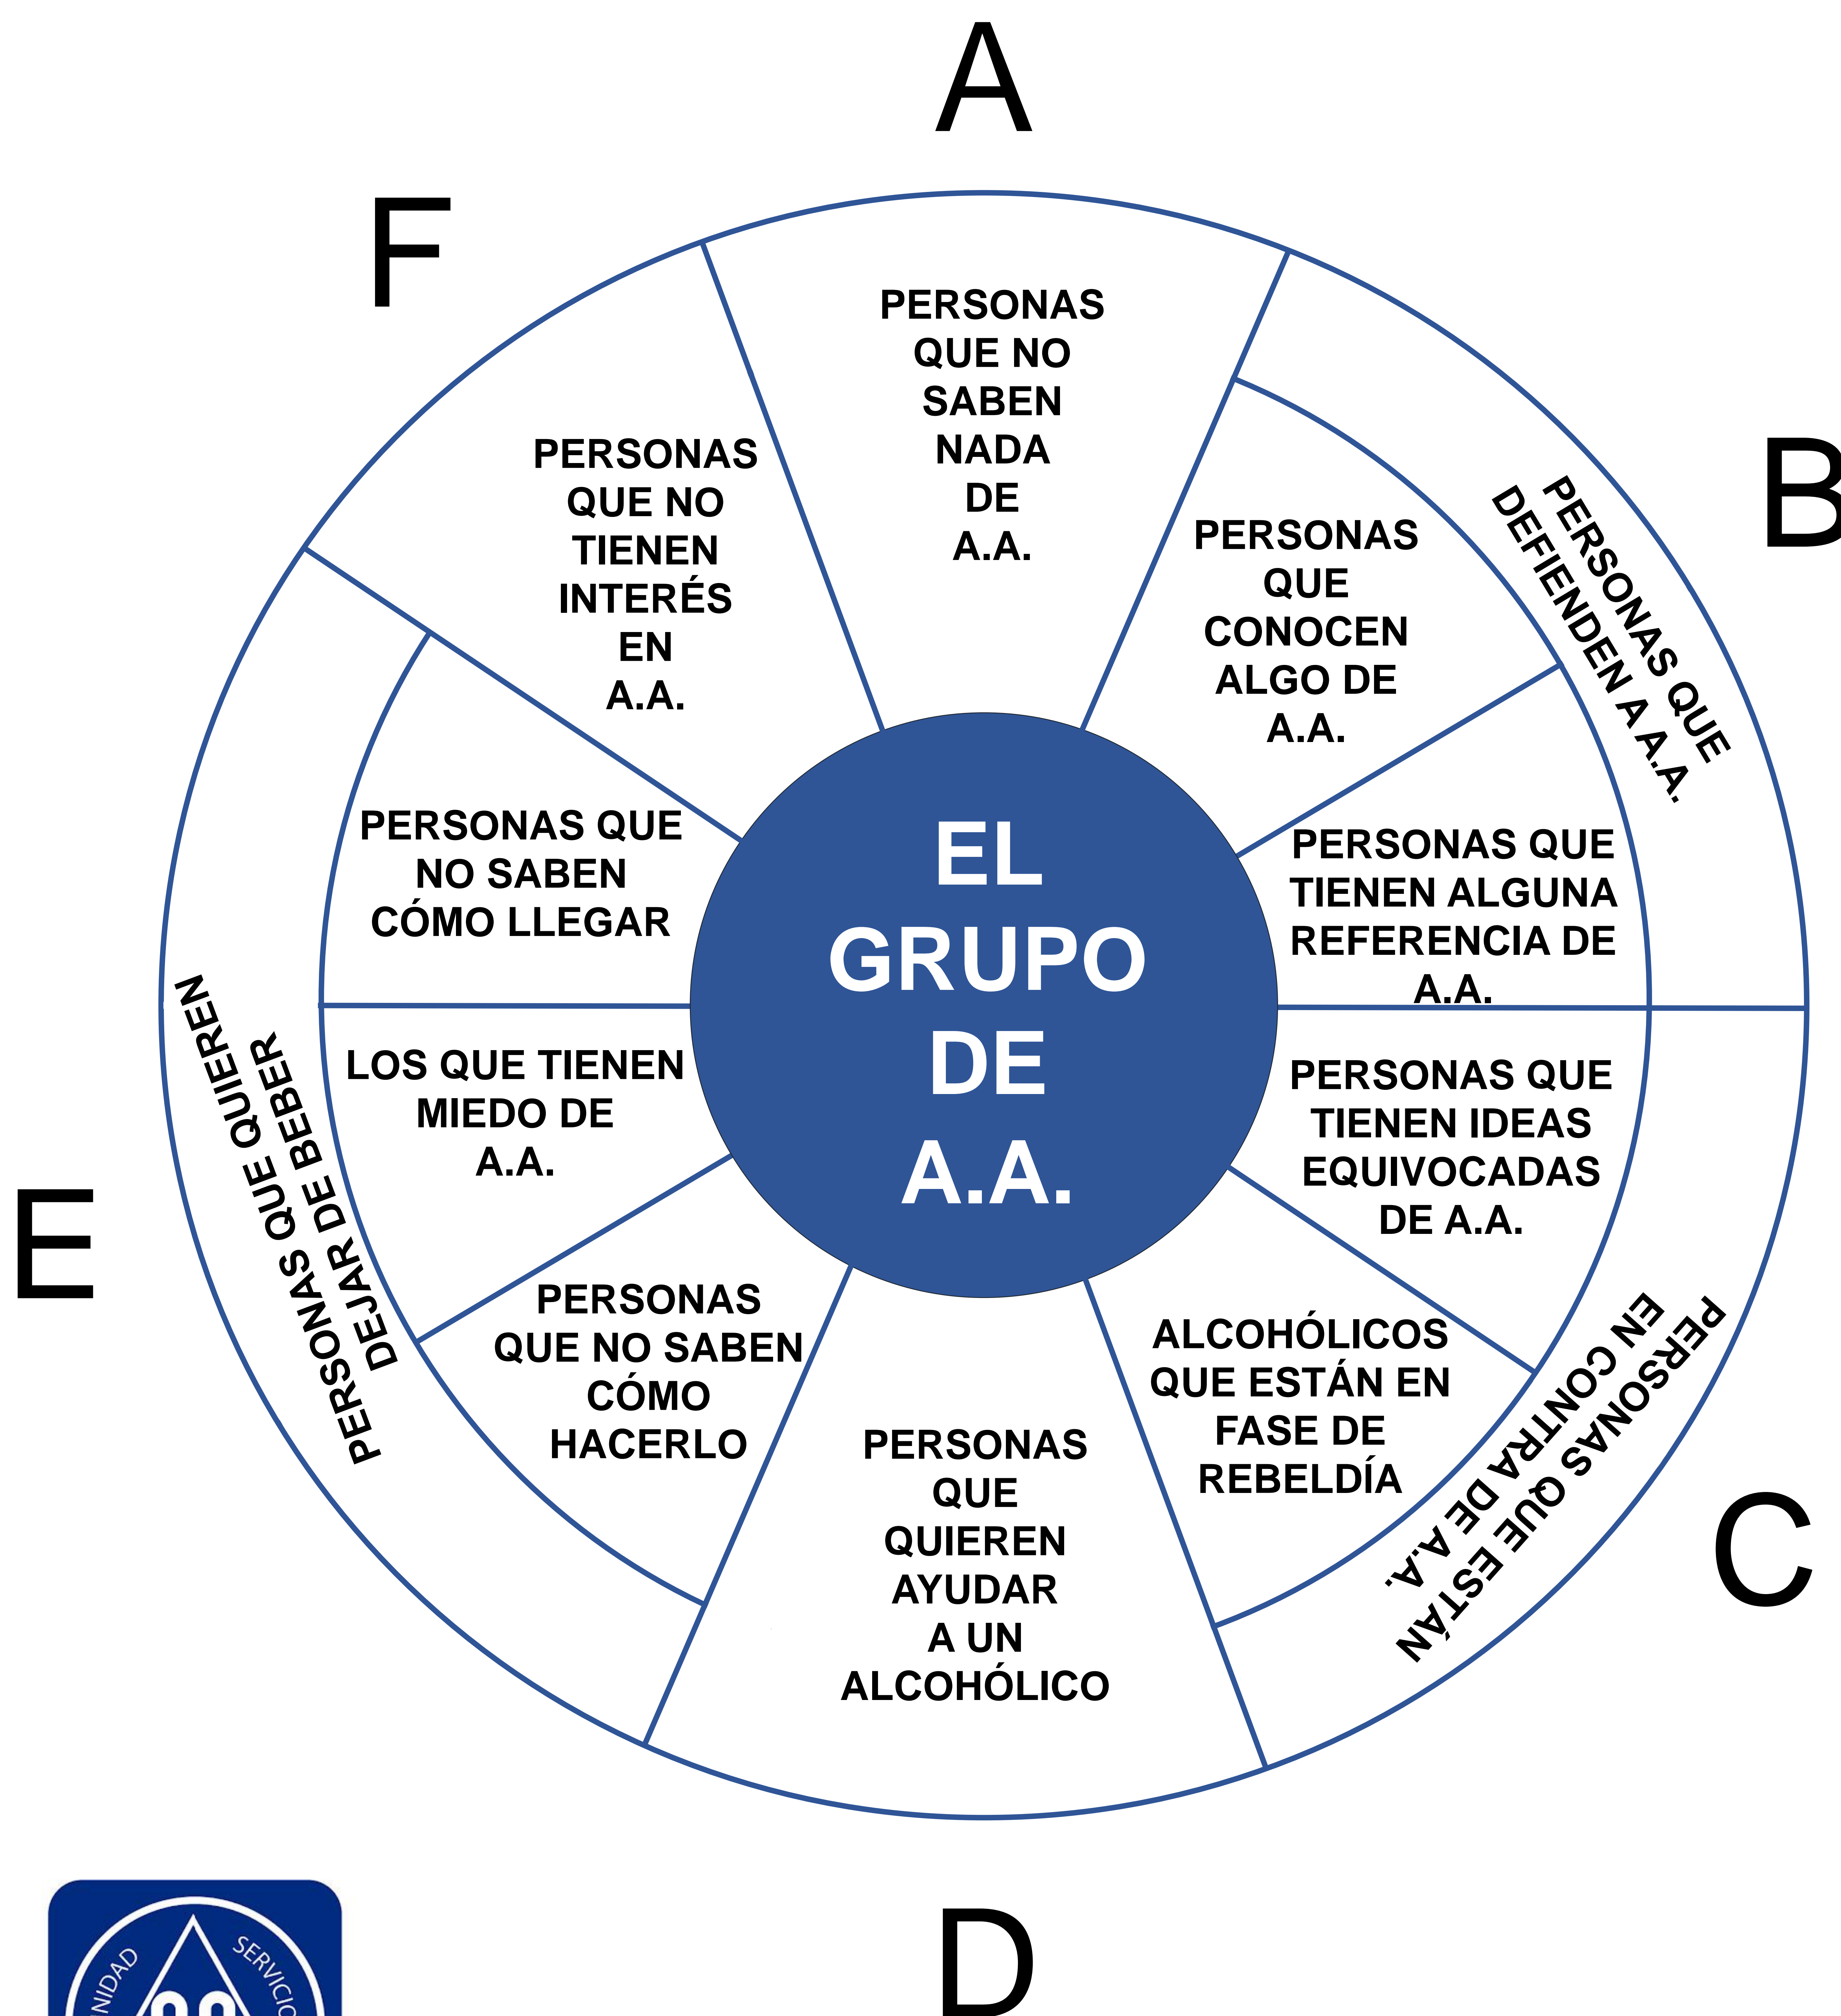 A
PERSONAS
QUE NO
SABEN
NADA
DE
A.A.
B
PERSONAS QUE
DEFIENDEN A A.A.
PERSONAS
QUE
CONOCEN
ALGO DE
A.A.
PERSONAS QUE
TIENEN ALGUNA
REFERENCIA DE
A.A.
C
PERSONAS QUE ESTÁN
EN CONTRA DE A.A.
PERSONAS QUE
TIENEN IDEAS
EQUIVOCADAS
DE A.A.
ALCOHÓLICOS
QUE ESTÁN EN
FASE DE
REBELDÍA
D
PERSONAS
QUE
QUIEREN
AYUDAR
A UN
ALCOHÓLICO
E
PERSONAS QUE QUIEREN
DEJAR DE BEBER
PERSONAS
QUE NO SABEN
CÓMO
HACERLO
LOS QUE TIENEN
MIEDO DE
A.A.
PERSONAS QUE
NO SABEN
CÓMO LLEGAR
F
PERSONAS
QUE NO
TIENEN
INTERÉS
EN
A.A.
EL
GRUPO
DE
A.A.
NIDAD
SERVICIO